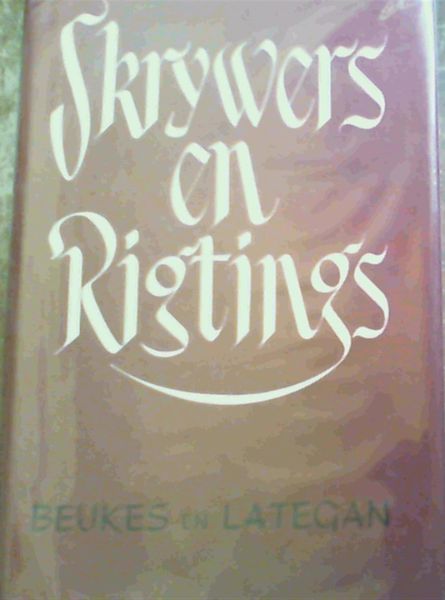 Skrywers
en
Rigtings
BEUKES EN LATEGAN